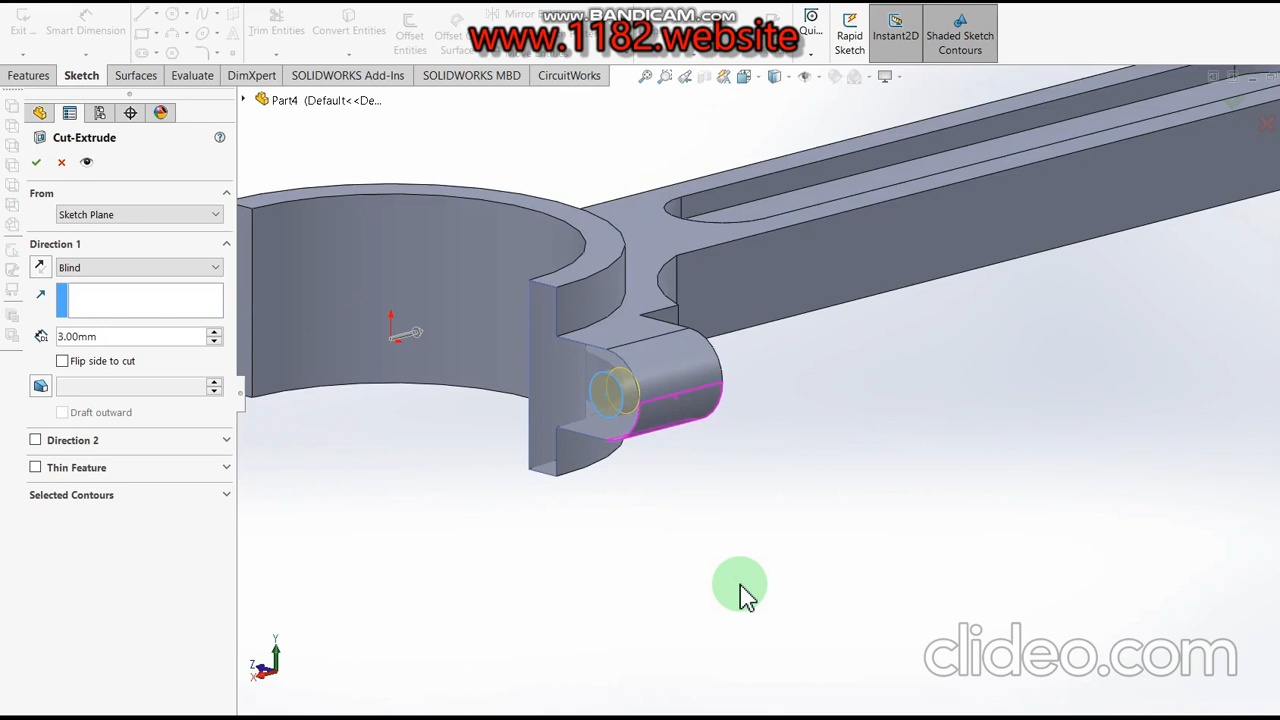 www.BANDICAM.com
www.1182.website
Exit ...
Smart Dimension
Trim Entities
Convert Entities
Offset Entities
Mirror
Qui...
Rapid Sketch
Instant2D
Shaded Sketch Contours
Features
Sketch
Surfaces
Evaluate
DimXpert
SOLIDWORKS Add-Ins
SOLIDWORKS MBD
CircuitWorks
Part4 (Default<<De...
Cut-Extrude
From
Sketch Plane
Direction 1
Blind
3.00mm
Flip side to cut
Draft outward
Direction 2
Thin Feature
Selected Contours
Y
Z
X
clideo.com